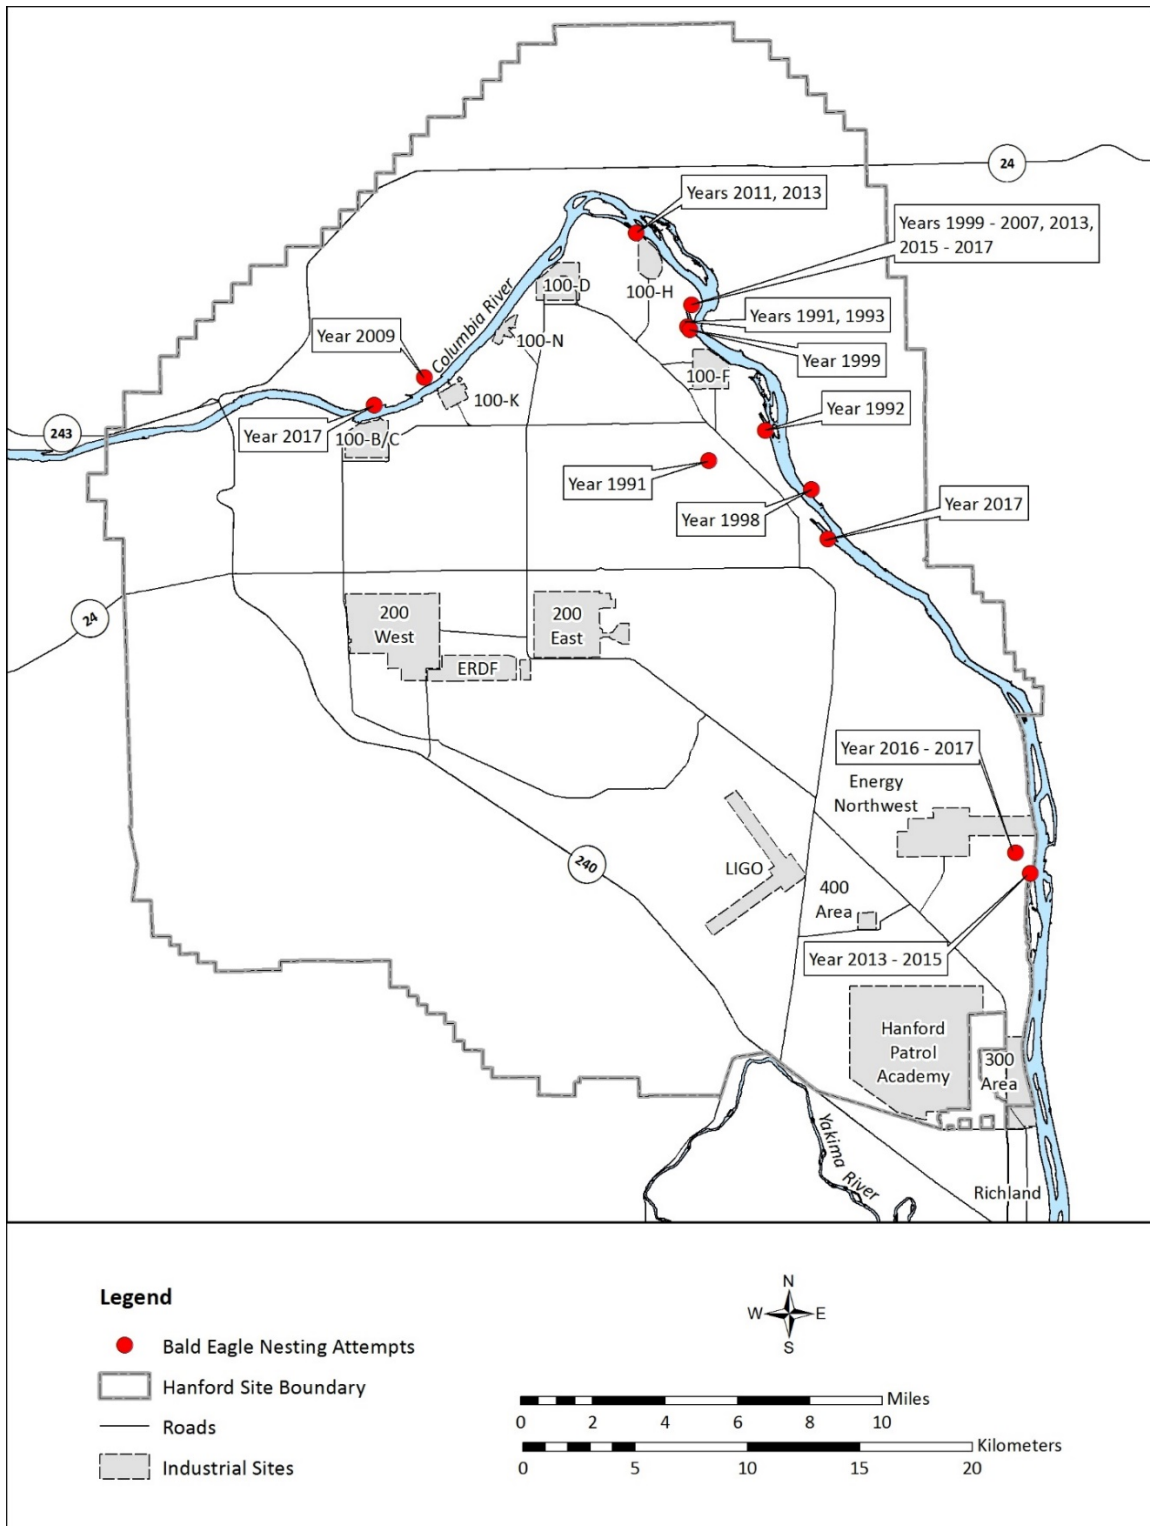 24
Years 2011, 2013
Years 1999 - 2007, 2013,
2015 - 2017
100-D
100-H
Columbia River
Years 1991, 1993
Year 2009
100-N
Year 1999
100-F
100-K
Year 1992
243
Year 2017
100-B/C
Year 1991
Year 1998
Year 2017
24
200
West
200
East
ERDF
Year 2016 - 2017
Energy
Northwest
240
LIGO
400
Area
Year 2013 - 2015
Hanford
Patrol
Academy
300
Area
Yakima River
Richland
Legend
Bald Eagle Nesting Attempts
Hanford Site Boundary
Roads
Industrial Sites
N
W
E
S
Miles
0 2 4 6 8 10
Kilometers
0 5 10 15 20